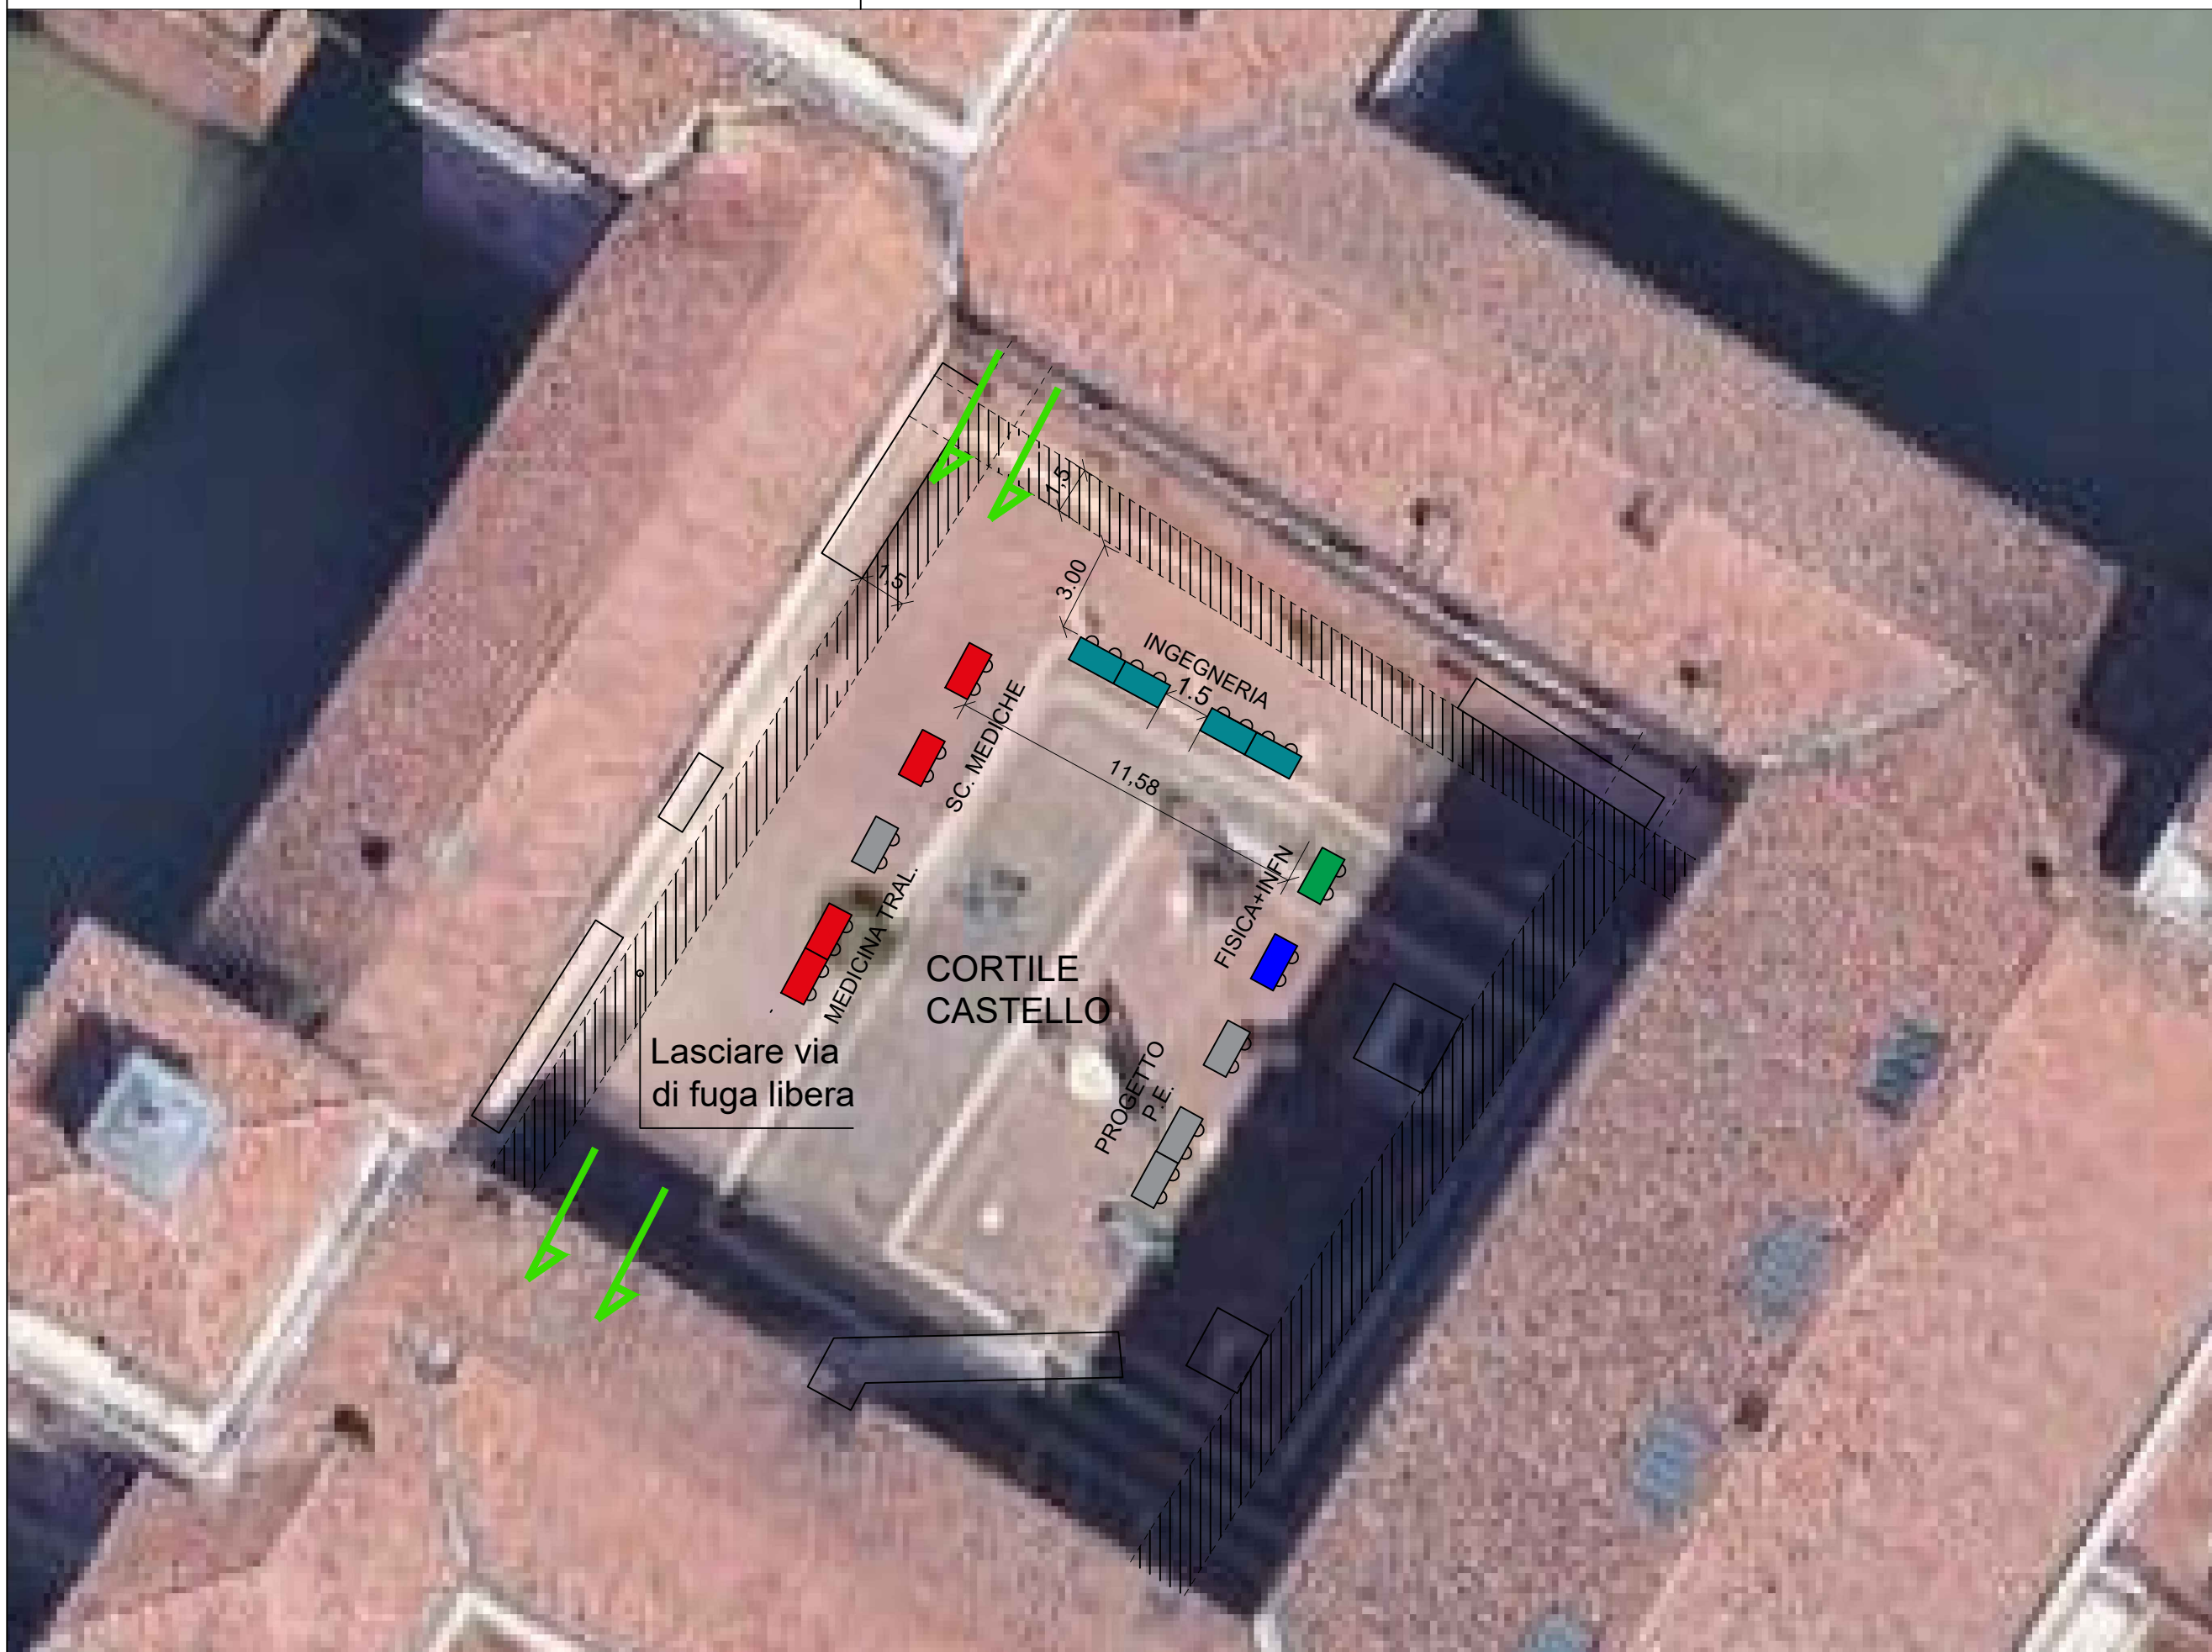 1,5
1,5
3.00
INGEGNERIA
1.5
SC. MEDICHE
11,58
MEDICINA TRAL.
FISICA+INFN
CORTILE
CASTELLO
PROGETTO
P.E.
Lasciare via
di fuga libera